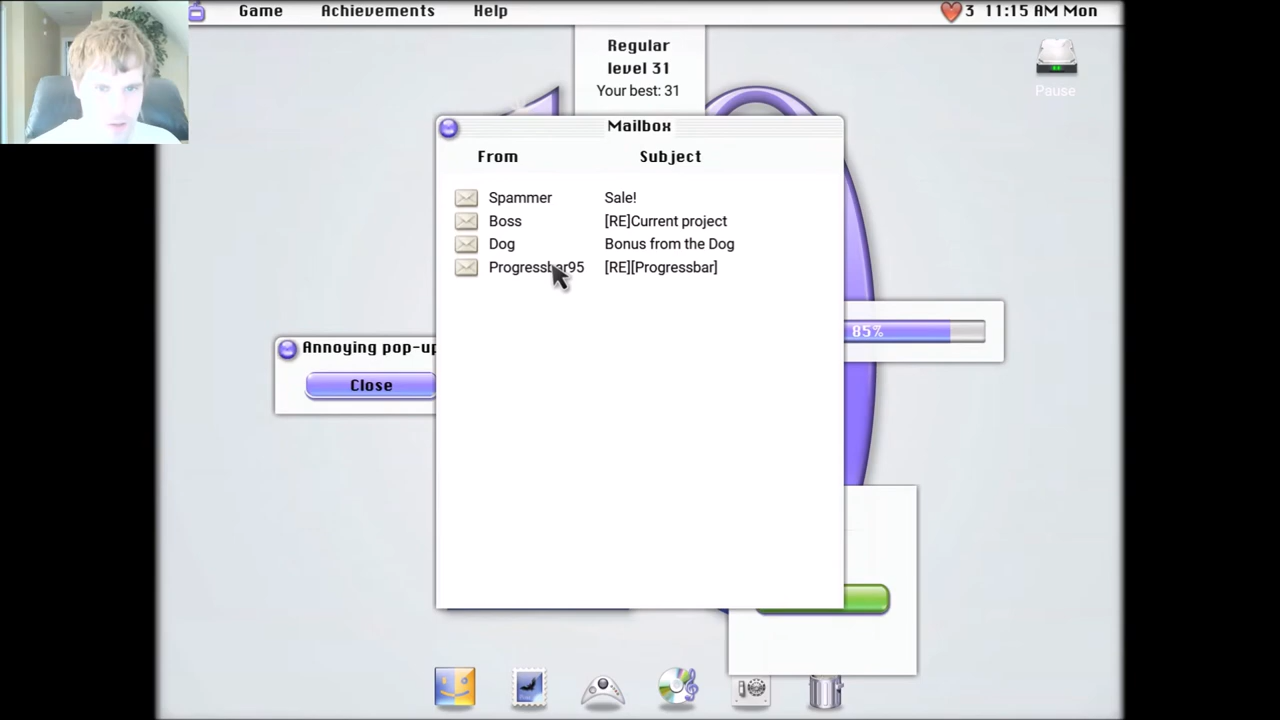 Game Achievements Help 3 11:15 AM Mon
Regular
level 31
Your best: 31
Pause
Mailbox
From Subject
Spammer Sale!
Boss [RE]Current project
Dog Bonus from the Dog
Progressbar95 [RE][Progressbar]
85%
Annoying pop-up
Close